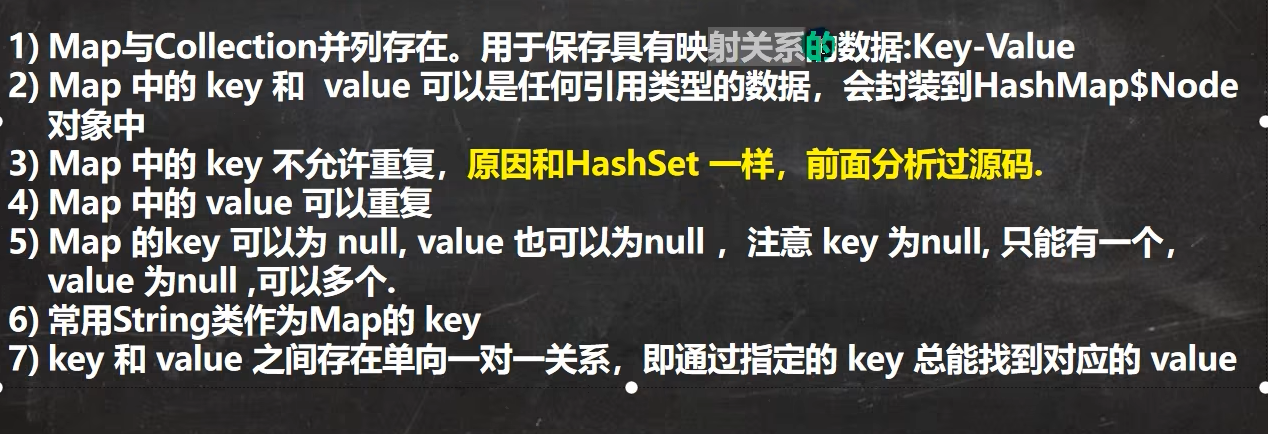 1) Map与Collection并列存在。用于保存具有映射关系的数据:Key-Value
2) Map 中的 key 和  value 可以是任何引用类型的数据，会封装到HashMap$Node
对象中
3) Map 中的 key 不允许重复，原因和HashSet 一样，前面分析过源码.
4) Map 中的 value 可以重复
5) Map 的key 可以为 null, value 也可以为null ，注意 key 为null, 只能有一个，
value 为null ,可以多个.
6) 常用String类作为Map的 key
7) key 和 value 之间存在单向一对一关系，即通过指定的 key 总能找到对应的 value